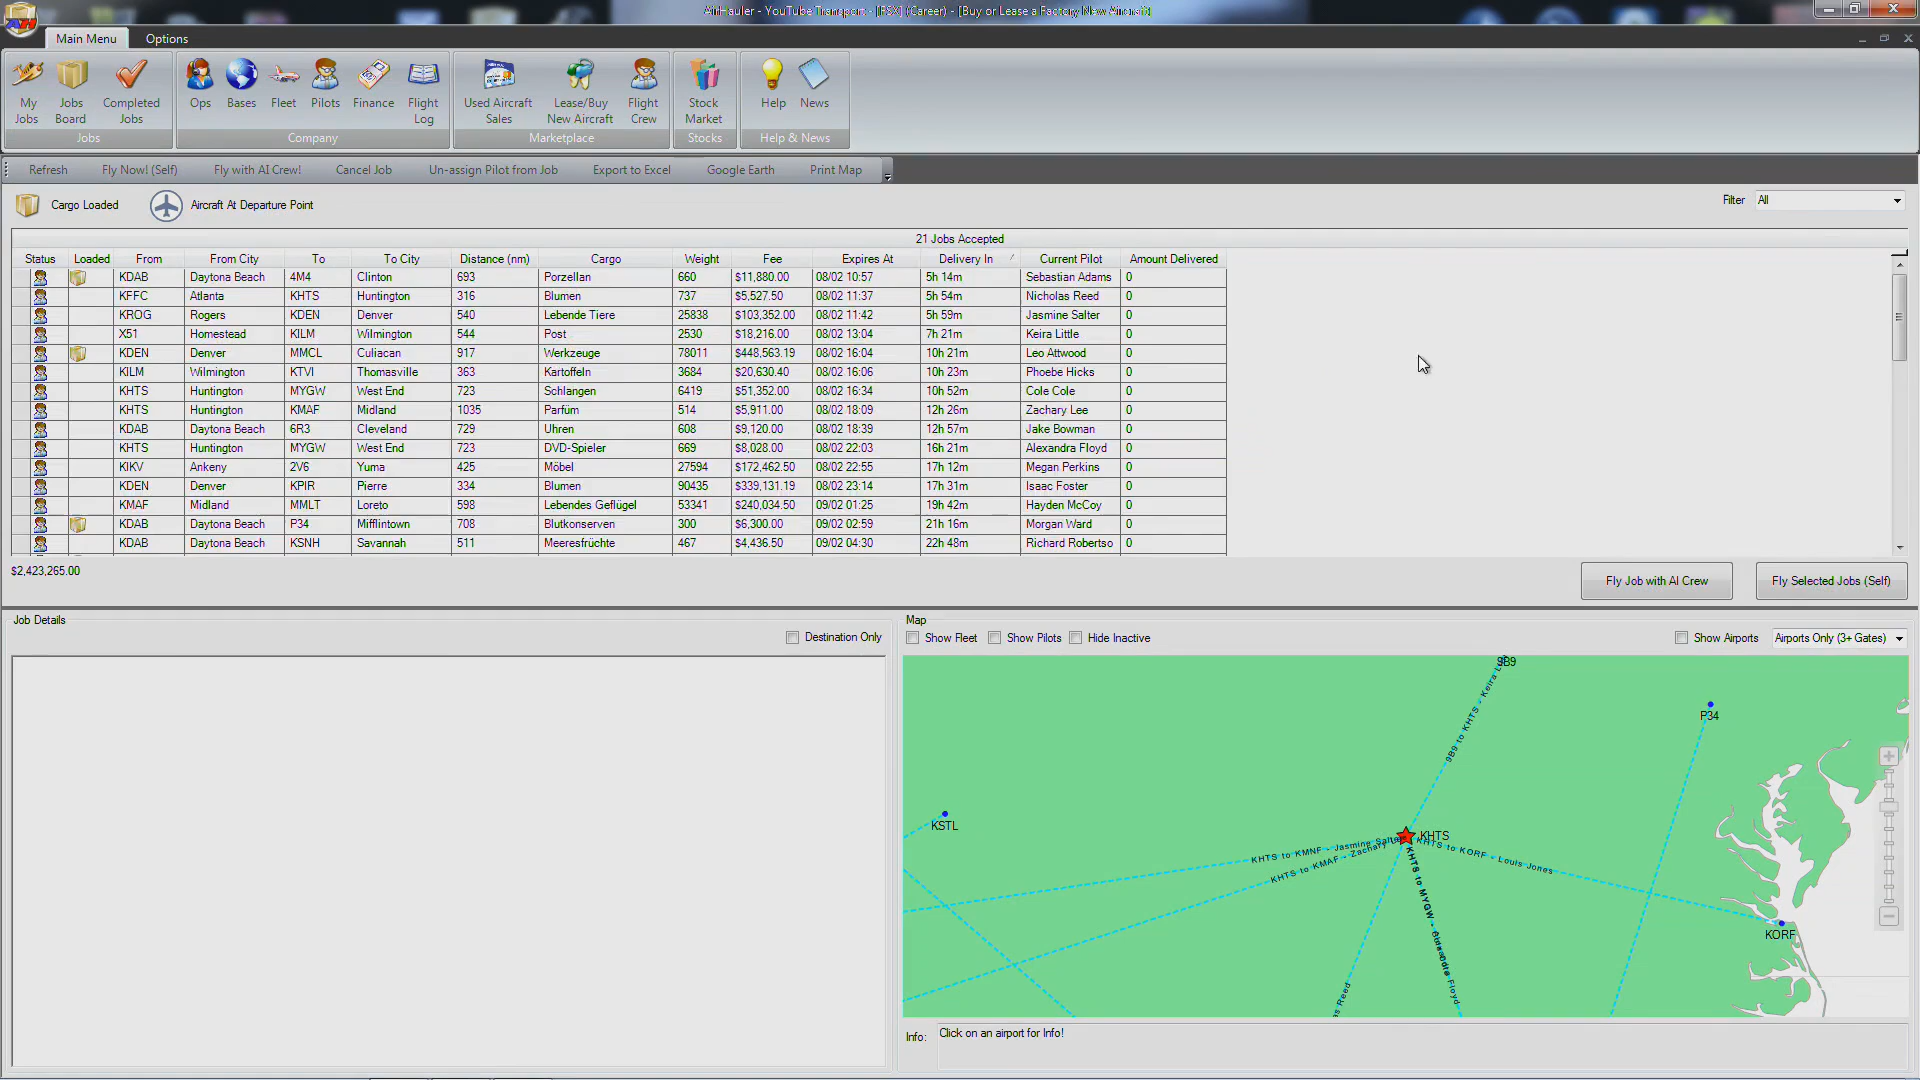 AirHauler - YouTube Transport - [FSX] (Career) - [Buy or Lease a Factory New Aircraft]
Main Menu Options
My Jobs
Jobs Board
Completed Jobs
Ops
Bases
Fleet
Pilots
Finance
Flight Log
Used Aircraft Sales
Lease/Buy New Aircraft
Flight Crew
Stock Market
Help
News
Jobs Company Marketplace Stocks Help & News
Refresh Fly Now! (Self) Fly with AI Crew! Cancel Job Un-assign Pilot from Job Export to Excel Google Earth Print Map
Cargo Loaded Aircraft At Departure Point Filter All
21 Jobs Accepted
Status Loaded From From City To To City Distance (nm) Cargo Weight Fee Expires At Delivery In Current Pilot Amount Delivered
KDAB Daytona Beach 4M4 Clinton 693 Porzellan 660 $11,880.00 08/02 10:57 5h 14m Sebastian Adams 0
KFFC Atlanta KHTS Huntington 316 Blumen 737 $5,527.50 08/02 11:37 5h 54m Nicholas Reed 0
KROG Rogers KDEN Denver 540 Lebende Tiere 25838 $103,352.00 08/02 11:42 5h 59m Jasmine Salter 0
X51 Homestead KILM Wilmington 544 Post 2530 $18,216.00 08/02 13:04 7h 21m Keira Little 0
KDEN Denver MMCL Culiacan 917 Werkzeuge 78011 $448,563.19 08/02 16:04 10h 21m Leo Attwood 0
KILM Wilmington KTVI Thomasville 363 Kartoffeln 3684 $20,630.40 08/02 16:06 10h 23m Phoebe Hicks 0
KHTS Huntington MYGW West End 723 Schlangen 6419 $51,352.00 08/02 16:34 10h 52m Cole Cole 0
KHTS Huntington KMAF Midland 1035 Parfüm 514 $5,911.00 08/02 18:09 12h 26m Zachary Lee 0
KDAB Daytona Beach 6R3 Cleveland 729 Uhren 608 $9,120.00 08/02 18:39 12h 57m Jake Bowman 0
KHTS Huntington MYGW West End 723 DVD-Spieler 669 $8,028.00 08/02 22:03 16h 21m Alexandra Floyd 0
KIKV Ankeny 2V6 Yuma 425 Möbel 27594 $172,462.50 08/02 22:55 17h 12m Megan Perkins 0
KDEN Denver KPIR Pierre 334 Blumen 90435 $339,131.19 08/02 23:14 17h 31m Isaac Foster 0
KMAF Midland MMLT Loreto 598 Lebendes Geflügel 53341 $240,034.50 09/02 01:25 19h 42m Hayden McCoy 0
KDAB Daytona Beach P34 Mifflintown 708 Blutkonserven 300 $6,300.00 09/02 02:59 21h 16m Morgan Ward 0
KDAB Daytona Beach KSNH Savannah 511 Meeresfrüchte 467 $4,436.50 09/02 04:30 22h 48m Richard Robertso 0
$2,423,265.00 Fly Job with AI Crew Fly Selected Jobs (Self)
Job Details
Destination Only
Map
Show Fleet Show Pilots Hide Inactive Show Airports Airports Only (3+ Gates)
9B9
9B9 to KHTS - Keira L
P34
KSTL
KHTS
KHTS to KMNF - Jasmine Salter
KHTS to KMAF - Zachary
KHTS to KORF - Louis Jones
KHTS to MYGW -
Floyd
as Reed
KORF
Info: Click on an airport for Info!